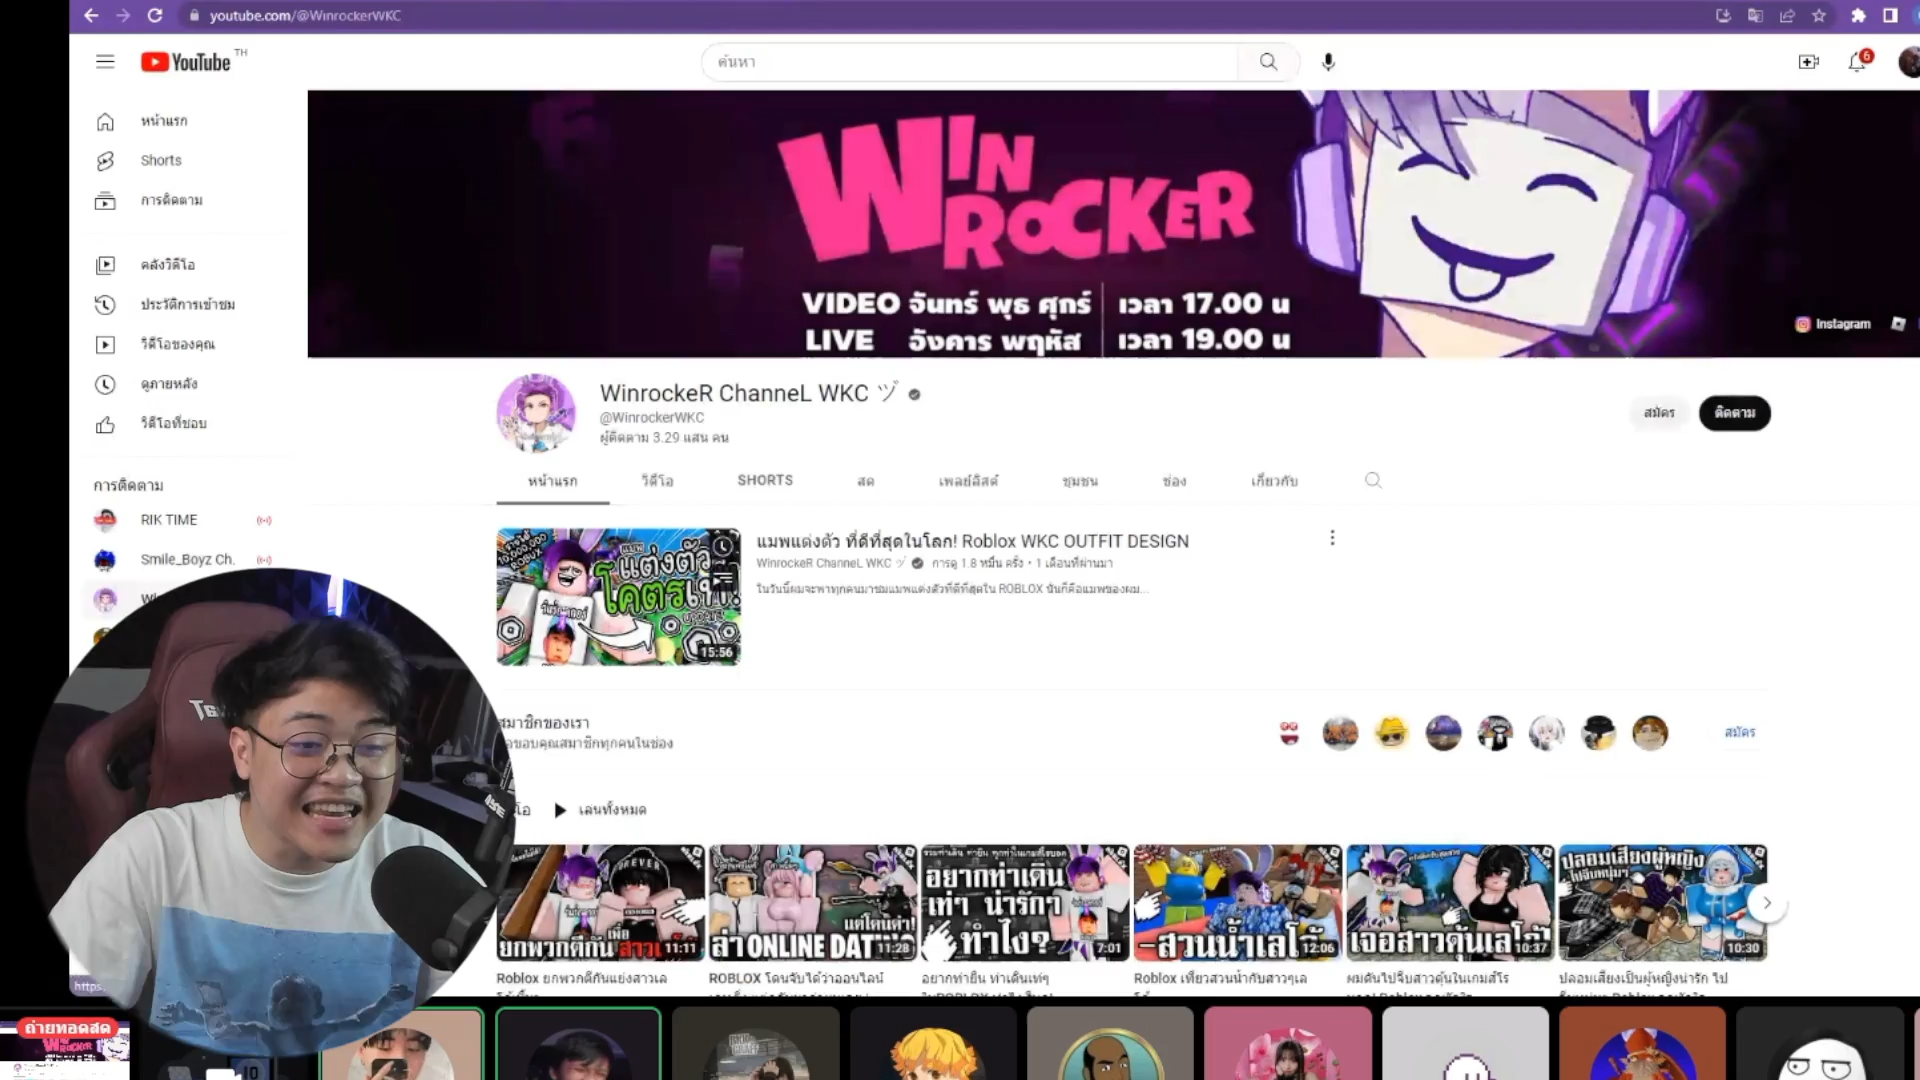 youtube.com/@WinrockerWKC
YouTube TH
ค้นหา
6
หน้าแรก
Shorts
การติดตาม
คลังวิดีโอ
ประวัติการเข้าชม
วิดีโอของคุณ
ดูภายหลัง
วิดีโอที่ชอบ
การติดตาม
RIK TIME
Smile_Boyz Ch.
WIN
ROCKER
VIDEO จันทร์ พุธ ศุกร์ เวลา 17.00 น
LIVE อังคาร พฤหัส เวลา 19.00 น
Instagram
WinrockeR ChanneL WKC ヅ
@WinrockerWKC
ผู้ติดตาม 3.29 แสน คน
สมัคร
ติดตาม
หน้าแรก วิดีโอ SHORTS สด เพลย์ลิสต์ ชุมชน ช่อง เกี่ยวกับ
10,000,000
ROBUX
แมพ
แต่งตัว
15:56
แมพแต่งตัว ที่ดีที่สุดในโลก! Roblox WKC OUTFIT DESIGN
WinrockeR ChanneL WKC ヅ การดู 1.8 หมื่น ครั้ง • 1 เดือนที่ผ่านมา
ในวันนี้ผมจะพาทุกคนมาชมแมพแต่งตัวที่ดีที่สุดใน ROBLOX นั่นก็คือแมพของผม...
สมาชิกของเรา
ขอขอบคุณสมาชิกทุกคนในช่อง
สมัคร
เล่นทั้งหมด
เพื่อ
ยกพวกตีกัน
11:11
แต่โดนด่า!
ล่า ONLINE DATING
11:28
อยากท่าเดิน
เท่ๆ น่ารักๆ
ทำไง?
7:01
-สวนน้ำเลโร้
12:06
เจอสาวดุ้นเลโร้
10:37
ปลอมเสียงผู้หญิง
10:30
Roblox ยกพวกตีกันแย่งสาวเล
ROBLOX โดนจับได้ว่าออนไลน์
อยากท่ายืน ท่าเดินเท่ๆ
Roblox เที่ยวสวนน้ำกับสาวๆเล
ผมดันไปจีบสาวดุ้นในเกมส์โร
ปลอมเสียงเป็นผู้หญิงน่ารัก ไป
https:
ถ่ายทอดสด